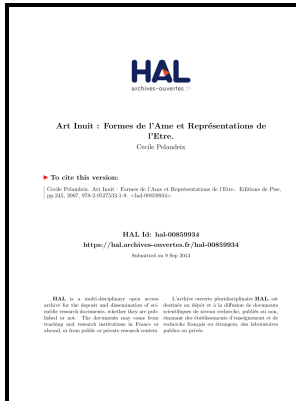 HAL
archives-ouvertes.fr
Art Inuit : Formes de l'Ame et Représentations de
l'Etre.
Cecile Pelaudeix
▶ To cite this version:
Cecile Pelaudeix. Art Inuit : Formes de l'Ame et Représentations de l'Etre.. Editions de Pise,
pp.245, 2007, 978-2-9527533-1-9. <hal-00859934>
HAL Id: hal-00859934
https://hal.archives-ouvertes.fr/hal-00859934
Submitted on 9 Sep 2013
HAL is a multi-disciplinary open access
archive for the deposit and dissemination of sci-
entific research documents, whether they are pub-
lished or not. The documents may come from
teaching and research institutions in France or
abroad, or from public or private research centers.
L'archive ouverte pluridisciplinaire HAL, est
destinée au dépôt et à la diffusion de documents
scientifiques de niveau recherche, publiés ou non,
émanant des établissements d'enseignement et de
recherche français ou étrangers, des laboratoires
publics ou privés.